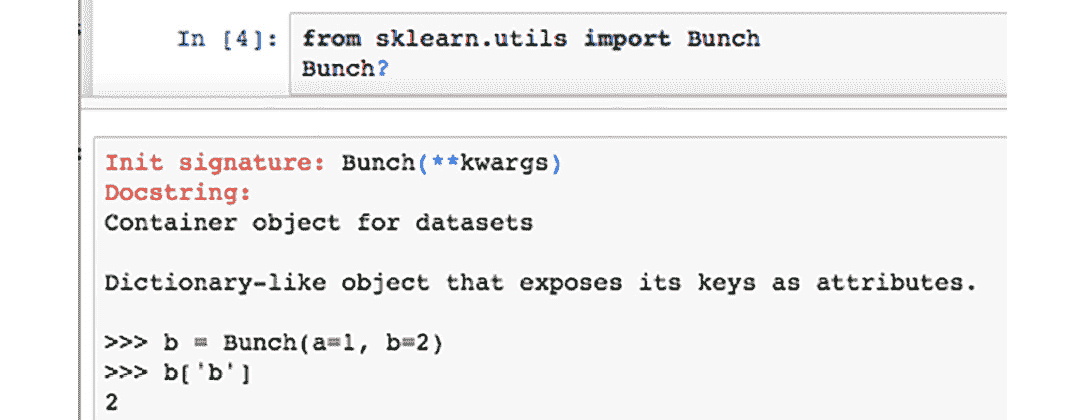 In [4]: from sklearn.utils import Bunch
Bunch?
Init signature: Bunch(**kwargs)
Docstring:
Container object for datasets
Dictionary-like object that exposes its keys as attributes.
>>> b = Bunch(a=1, b=2)
>>> b['b']
2